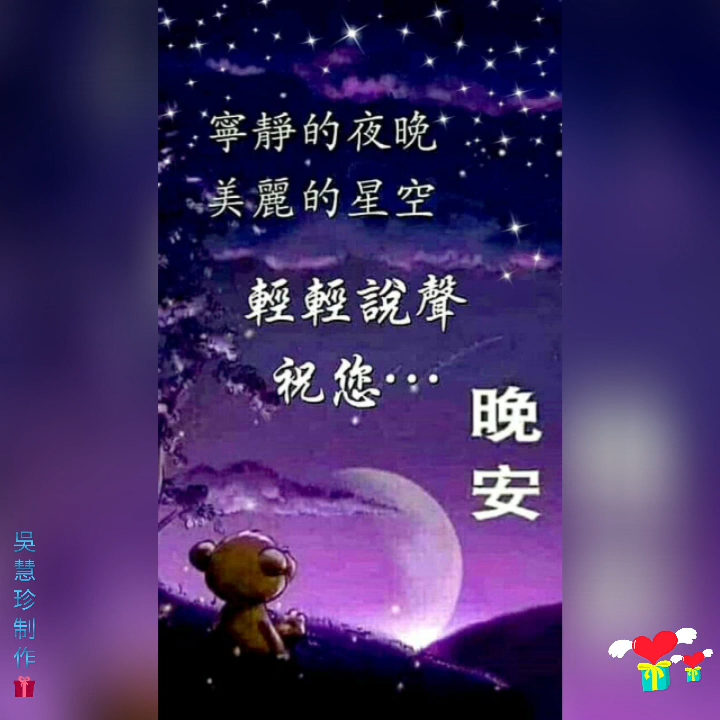 寧靜的夜晚
美麗的星空
輕輕說聲
祝您…
晚安
吳慧珍制作